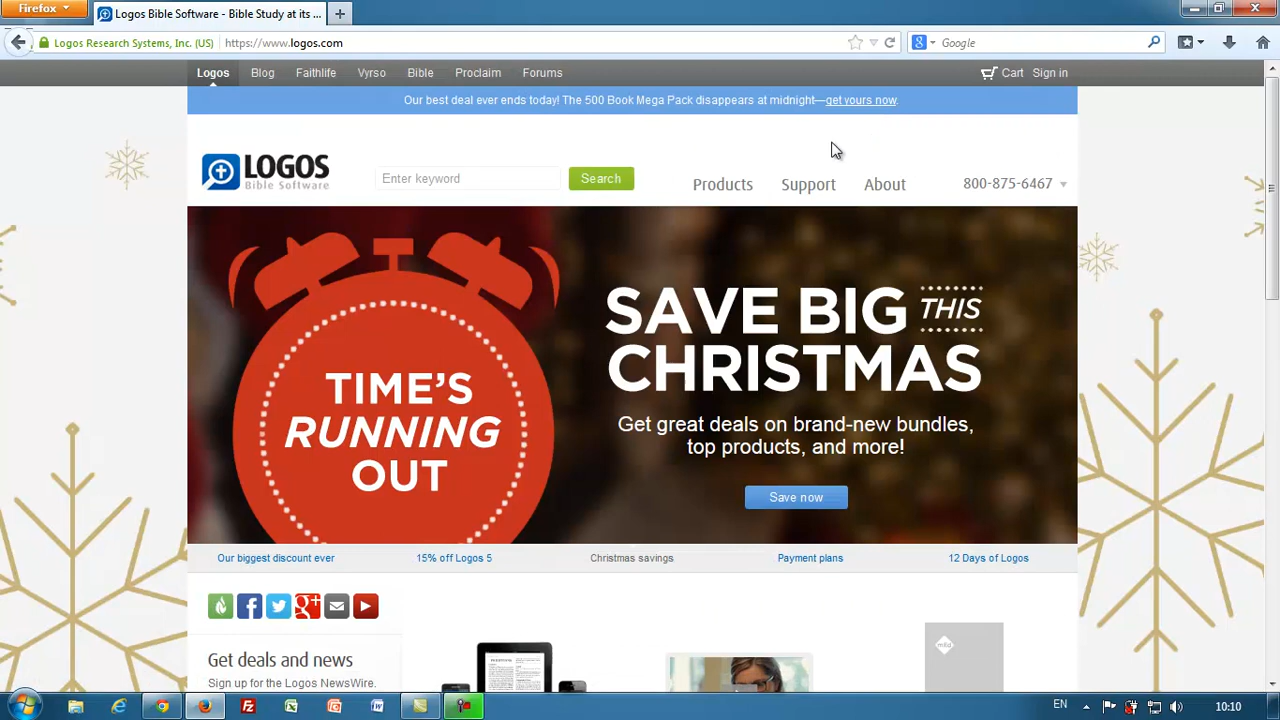 Firefox
Logos Bible Software - Bible Study at its ...
Logos Research Systems, Inc. (US)
https://www.logos.com
Google
Logos
Blog
Faithlife
Vyrso
Bible
Proclaim
Forums
Cart
Sign in
Our best deal ever ends today! The 500 Book Mega Pack disappears at midnight—get yours now.
LOGOS
Bible Software
Enter keyword
Search
Products
Support
About
800-875-6467
TIME'S
RUNNING
OUT
SAVE BIG THIS
CHRISTMAS
Get great deals on brand-new bundles,
top products, and more!
Save now
Our biggest discount ever
15% off Logos 5
Christmas savings
Payment plans
12 Days of Logos
Get deals and news
Sign up for the Logos NewsWire.
EN
10:10